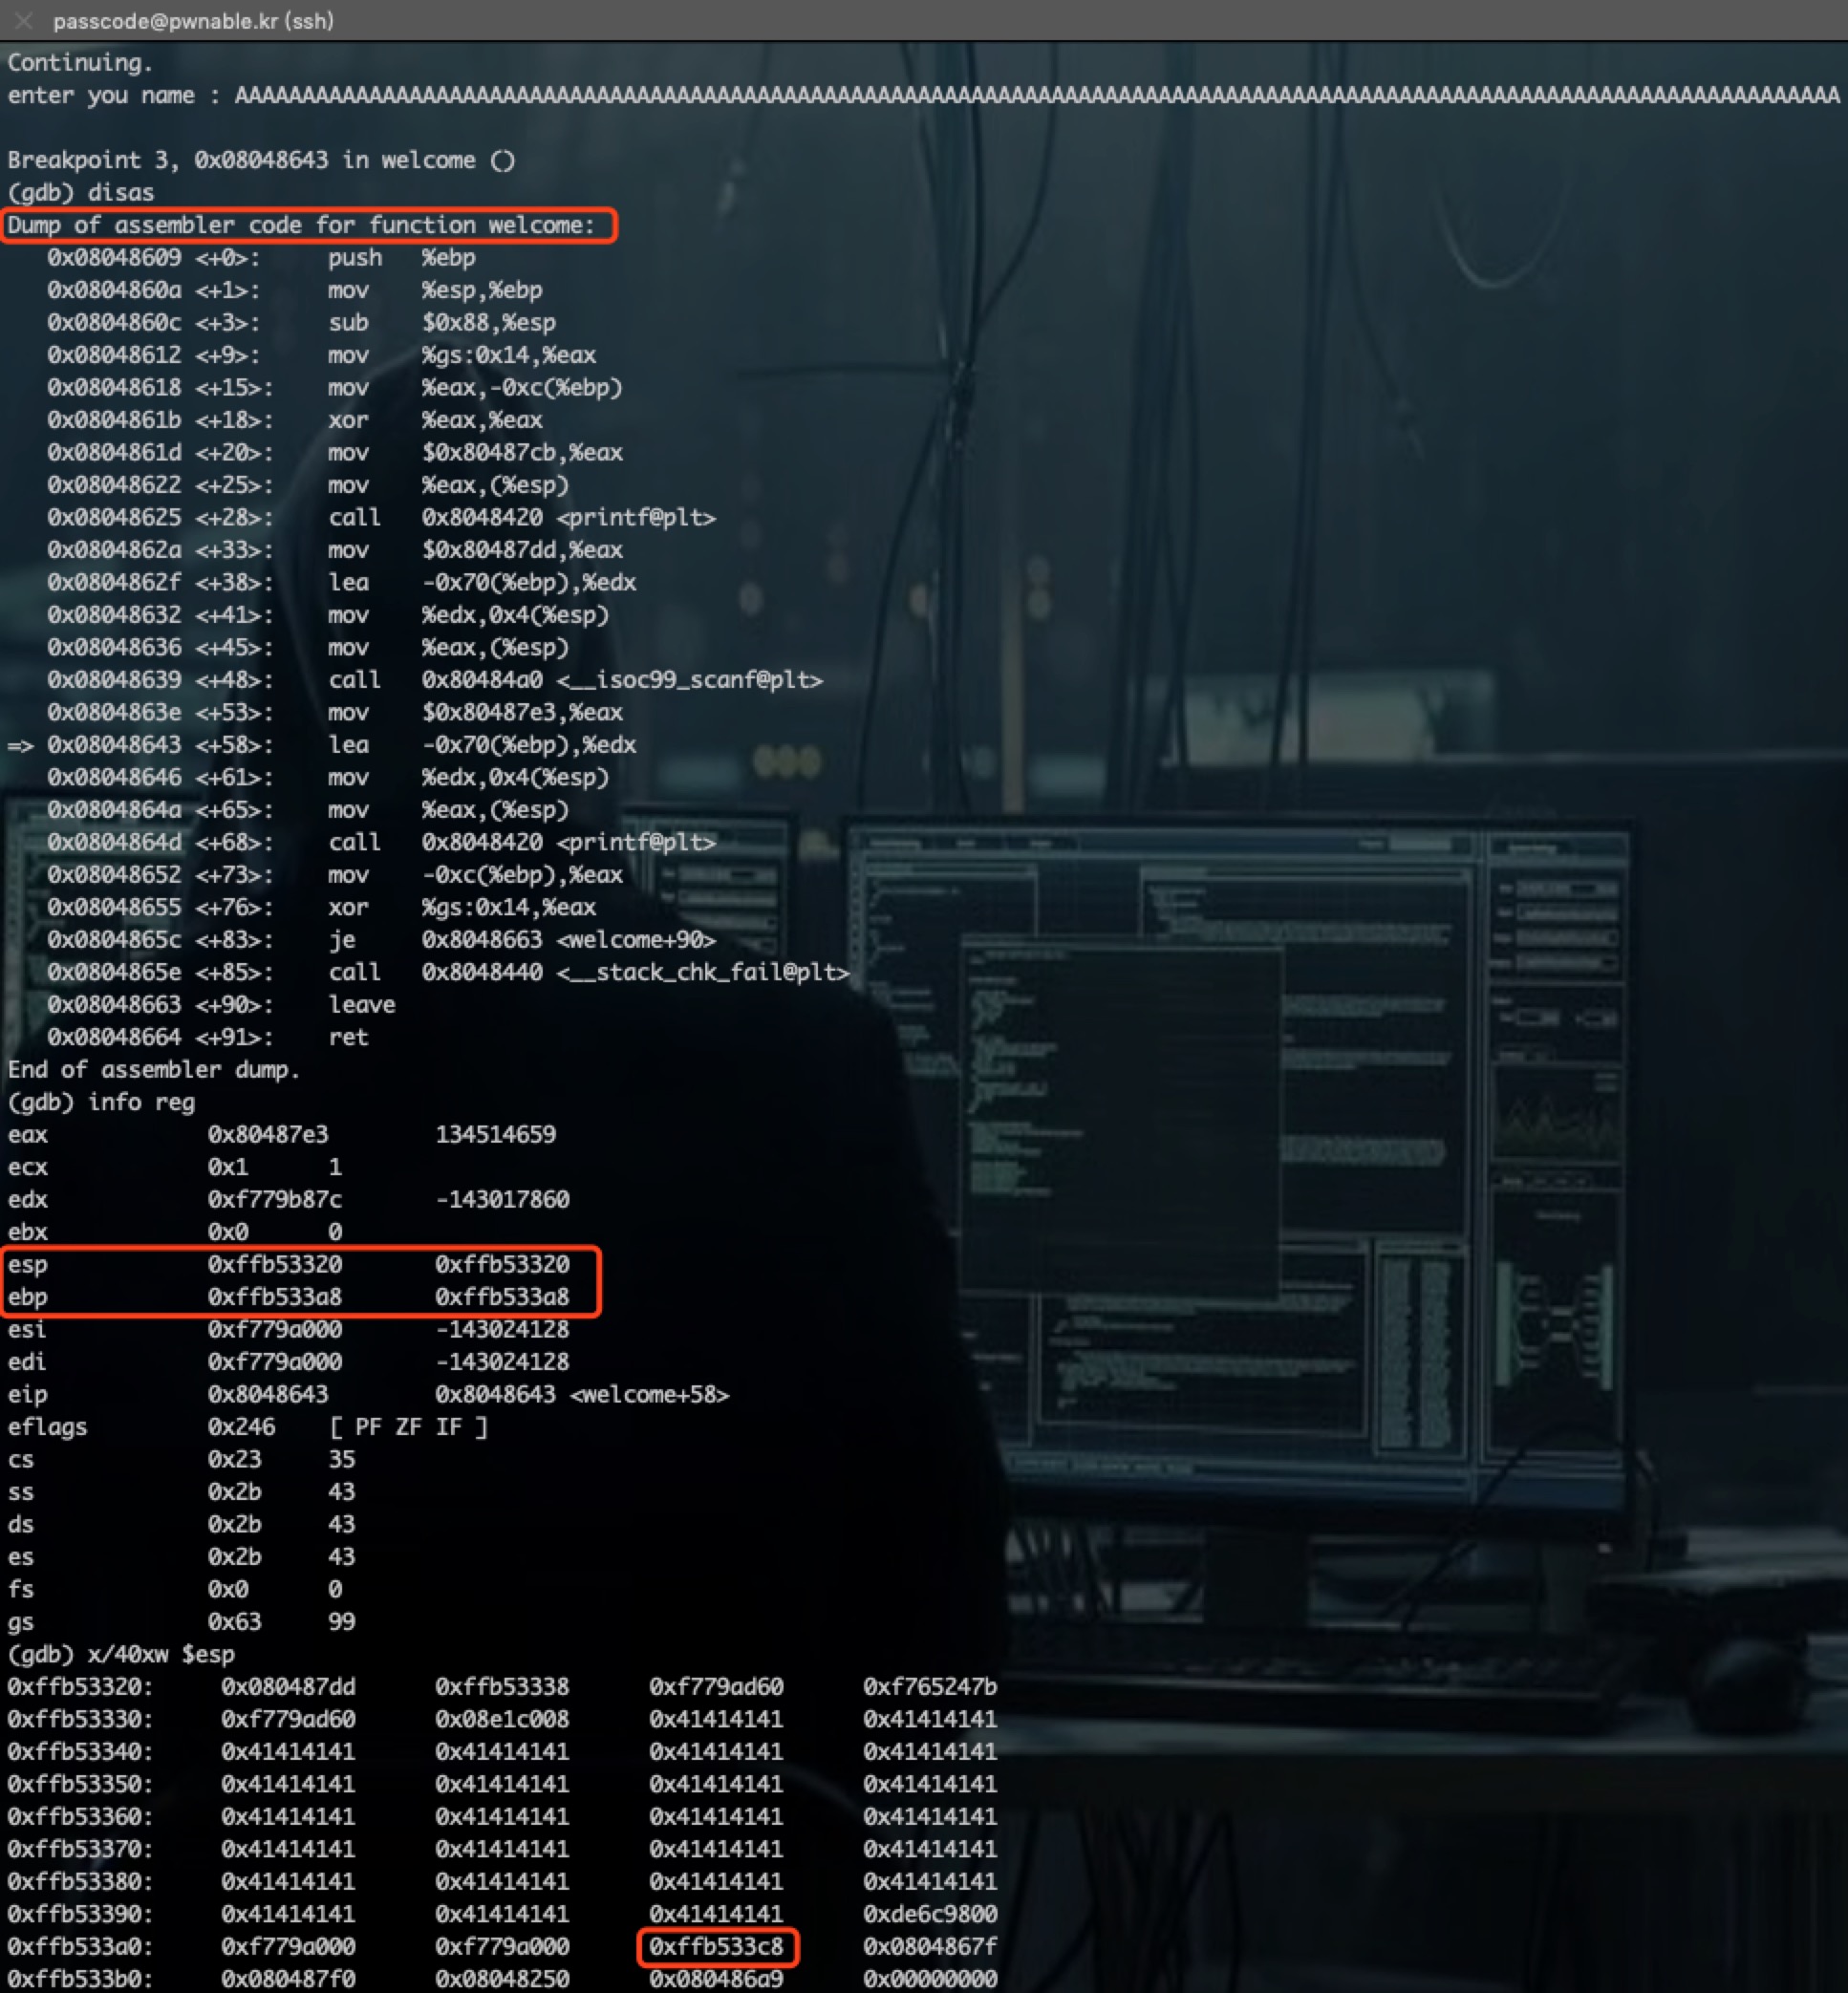 passcode@pwnable.kr (ssh)
Continuing.
enter you name : AAAAAAAAAAAAAAAAAAAAAAAAAAAAAAAAAAAAAAAAAAAAAAAAAAAAAAAAAAAAAAAAAAAAAAAAAAAAAAAAAAAAAAAAAAAAAAAAAAAAAAAAAAAAAAAAAAAAAAAA
Breakpoint 3, 0x08048643 in welcome ()
(gdb) disas
Dump of assembler code for function welcome:
0x08048609 <+0>: push %ebp
0x0804860a <+1>: mov %esp,%ebp
0x0804860c <+3>: sub $0x88,%esp
0x08048612 <+9>: mov %gs:0x14,%eax
0x08048618 <+15>: mov %eax,-0xc(%ebp)
0x0804861b <+18>: xor %eax,%eax
0x0804861d <+20>: mov $0x80487cb,%eax
0x08048622 <+25>: mov %eax,(%esp)
0x08048625 <+28>: call 0x8048420 <printf@plt>
0x0804862a <+33>: mov $0x80487dd,%eax
0x0804862f <+38>: lea -0x70(%ebp),%edx
0x08048632 <+41>: mov %edx,0x4(%esp)
0x08048636 <+45>: mov %eax,(%esp)
0x08048639 <+48>: call 0x80484a0 <__isoc99_scanf@plt>
0x0804863e <+53>: mov $0x80487e3,%eax
=> 0x08048643 <+58>: lea -0x70(%ebp),%edx
0x08048646 <+61>: mov %edx,0x4(%esp)
0x0804864a <+65>: mov %eax,(%esp)
0x0804864d <+68>: call 0x8048420 <printf@plt>
0x08048652 <+73>: mov -0xc(%ebp),%eax
0x08048655 <+76>: xor %gs:0x14,%eax
0x0804865c <+83>: je 0x8048663 <welcome+90>
0x0804865e <+85>: call 0x8048440 <__stack_chk_fail@plt>
0x08048663 <+90>: leave
0x08048664 <+91>: ret
End of assembler dump.
(gdb) info reg
eax 0x80487e3 134514659
ecx 0x1 1
edx 0xf779b87c -143017860
ebx 0x0 0
esp 0xffb53320 0xffb53320
ebp 0xffb533a8 0xffb533a8
esi 0xf779a000 -143024128
edi 0xf779a000 -143024128
eip 0x8048643 0x8048643 <welcome+58>
eflags 0x246 [ PF ZF IF ]
cs 0x23 35
ss 0x2b 43
ds 0x2b 43
es 0x2b 43
fs 0x0 0
gs 0x63 99
(gdb) x/40xw $esp
0xffb53320: 0x080487dd 0xffb53338 0xf779ad60 0xf765247b
0xffb53330: 0xf779ad60 0x08e1c008 0x41414141 0x41414141
0xffb53340: 0x41414141 0x41414141 0x41414141 0x41414141
0xffb53350: 0x41414141 0x41414141 0x41414141 0x41414141
0xffb53360: 0x41414141 0x41414141 0x41414141 0x41414141
0xffb53370: 0x41414141 0x41414141 0x41414141 0x41414141
0xffb53380: 0x41414141 0x41414141 0x41414141 0x41414141
0xffb53390: 0x41414141 0x41414141 0x41414141 0xde6c9800
0xffb533a0: 0xf779a000 0xf779a000 0xffb533c8 0x0804867f
0xffb533b0: 0x080487f0 0x08048250 0x080486a9 0x00000000